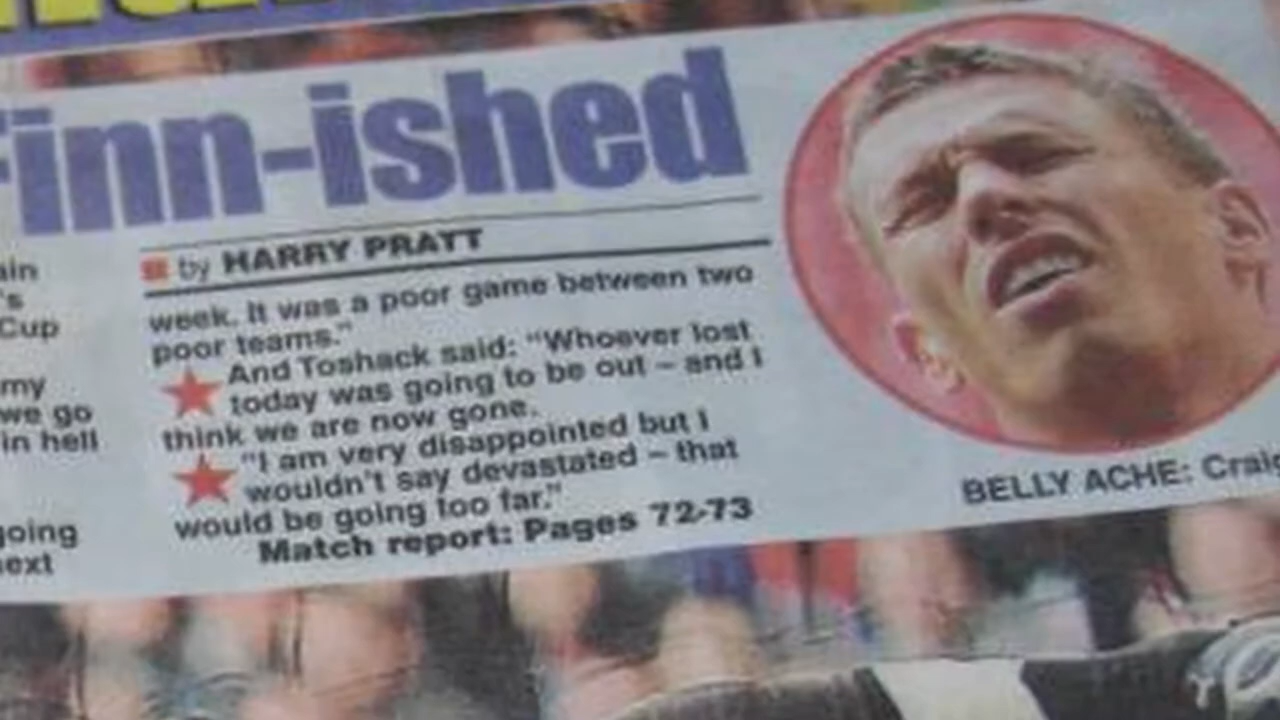 Finn-ished
by HARRY PRATT
ain
's
Cup
my
we go
in hell
going
next
week. It was a poor game between two
poor teams."
And Toshack said: "Whoever lost
today was going to be out – and I
think we are now gone.
"I am very disappointed but I
wouldn't say devastated – that
would be going too far."
Match report: Pages 72-73
BELLY ACHE: Craig